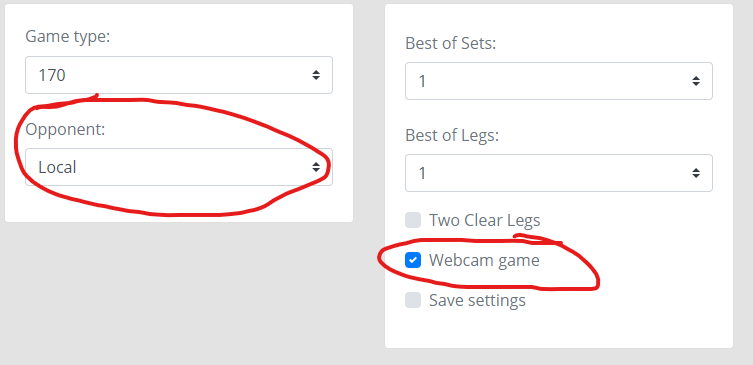 Game type:
170
Opponent:
Local
Best of Sets:
1
Best of Legs:
1
Two Clear Legs
Webcam game
Save settings